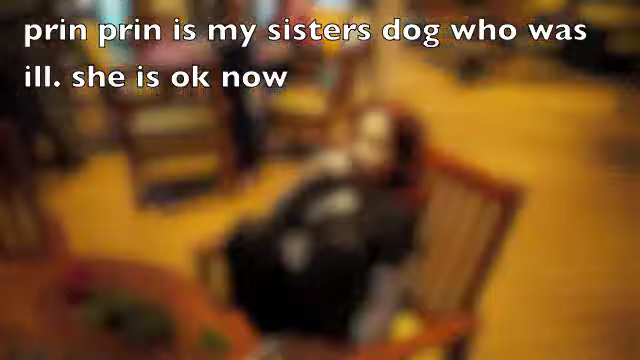 prin prin is my sisters dog who was
ill. she is ok now